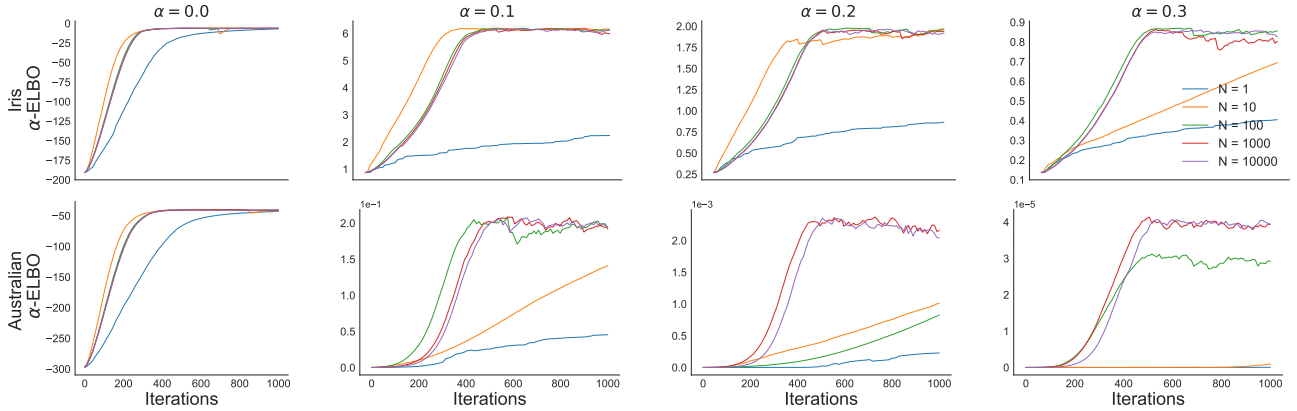 α = 0.0
α = 0.1
α = 0.2
α = 0.3
Iris
α-ELBO
0
−25
−50
−75
−100
−125
−150
−175
−200
6
5
4
3
2
1
2.00
1.75
1.50
1.25
1.00
0.75
0.50
0.25
0.9
0.8
0.7
0.6
0.5
0.4
0.3
0.2
0.1
N = 1
N = 10
N = 100
N = 1000
N = 10000
Australian
α-ELBO
−50
−100
−150
−200
−250
−300
0 200 400 600 800 1000
Iterations
1e−1
2.0
1.5
1.0
0.5
0.0
0 200 400 600 800 1000
Iterations
1e−3
2.0
1.0
0.0
0 200 400 600 800 1000
Iterations
1e−5
4
3
2
1
0
0 200 400 600 800 1000
Iterations